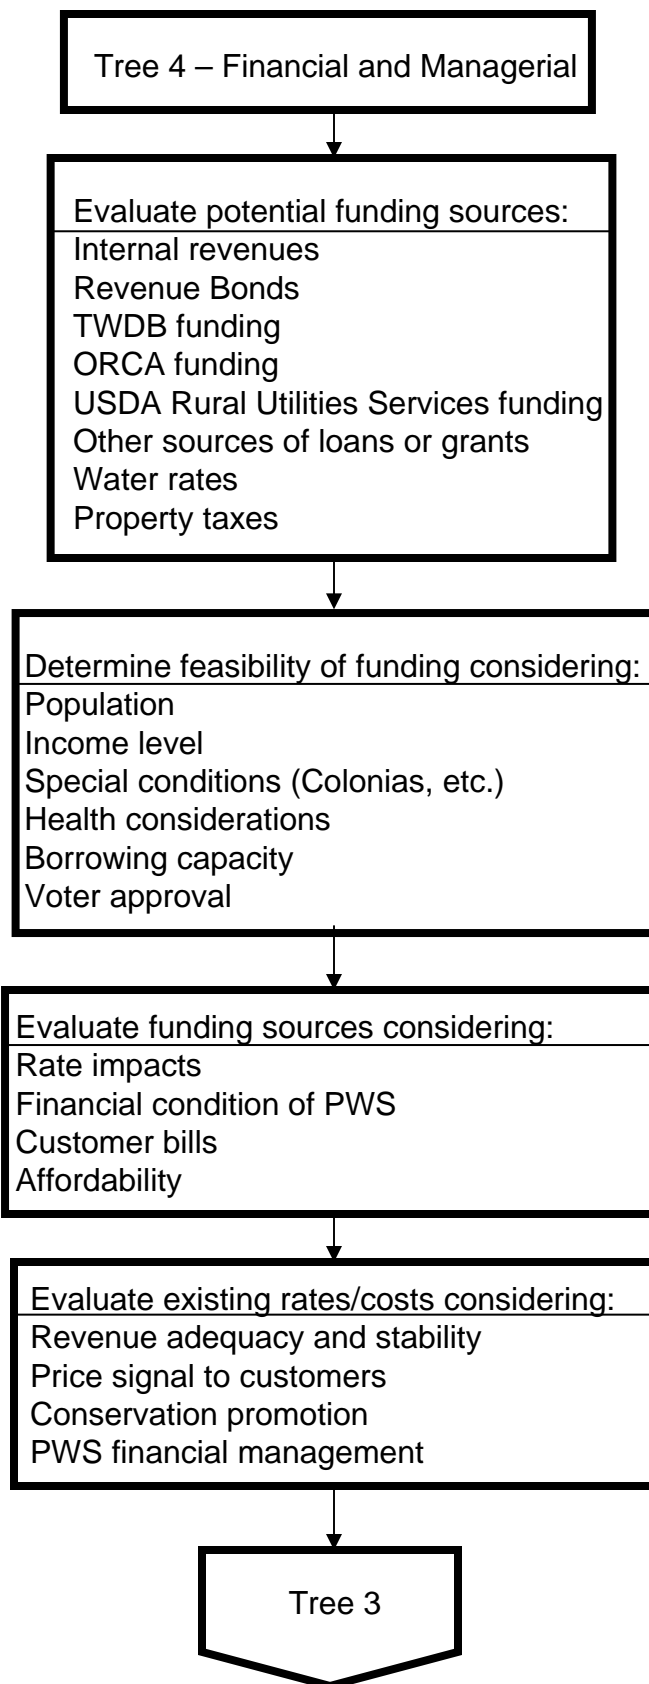 Tree 4 – Financial and Managerial
Evaluate potential funding sources:
Internal revenues
Revenue Bonds
TWDB funding
ORCA funding
USDA Rural Utilities Services funding
Other sources of loans or grants
Water rates
Property taxes
Determine feasibility of funding considering:
Population
Income level
Special conditions (Colonias, etc.)
Health considerations
Borrowing capacity
Voter approval
Evaluate funding sources considering:
Rate impacts
Financial condition of PWS
Customer bills
Affordability
Evaluate existing rates/costs considering:
Revenue adequacy and stability
Price signal to customers
Conservation promotion
PWS financial management
Tree 3